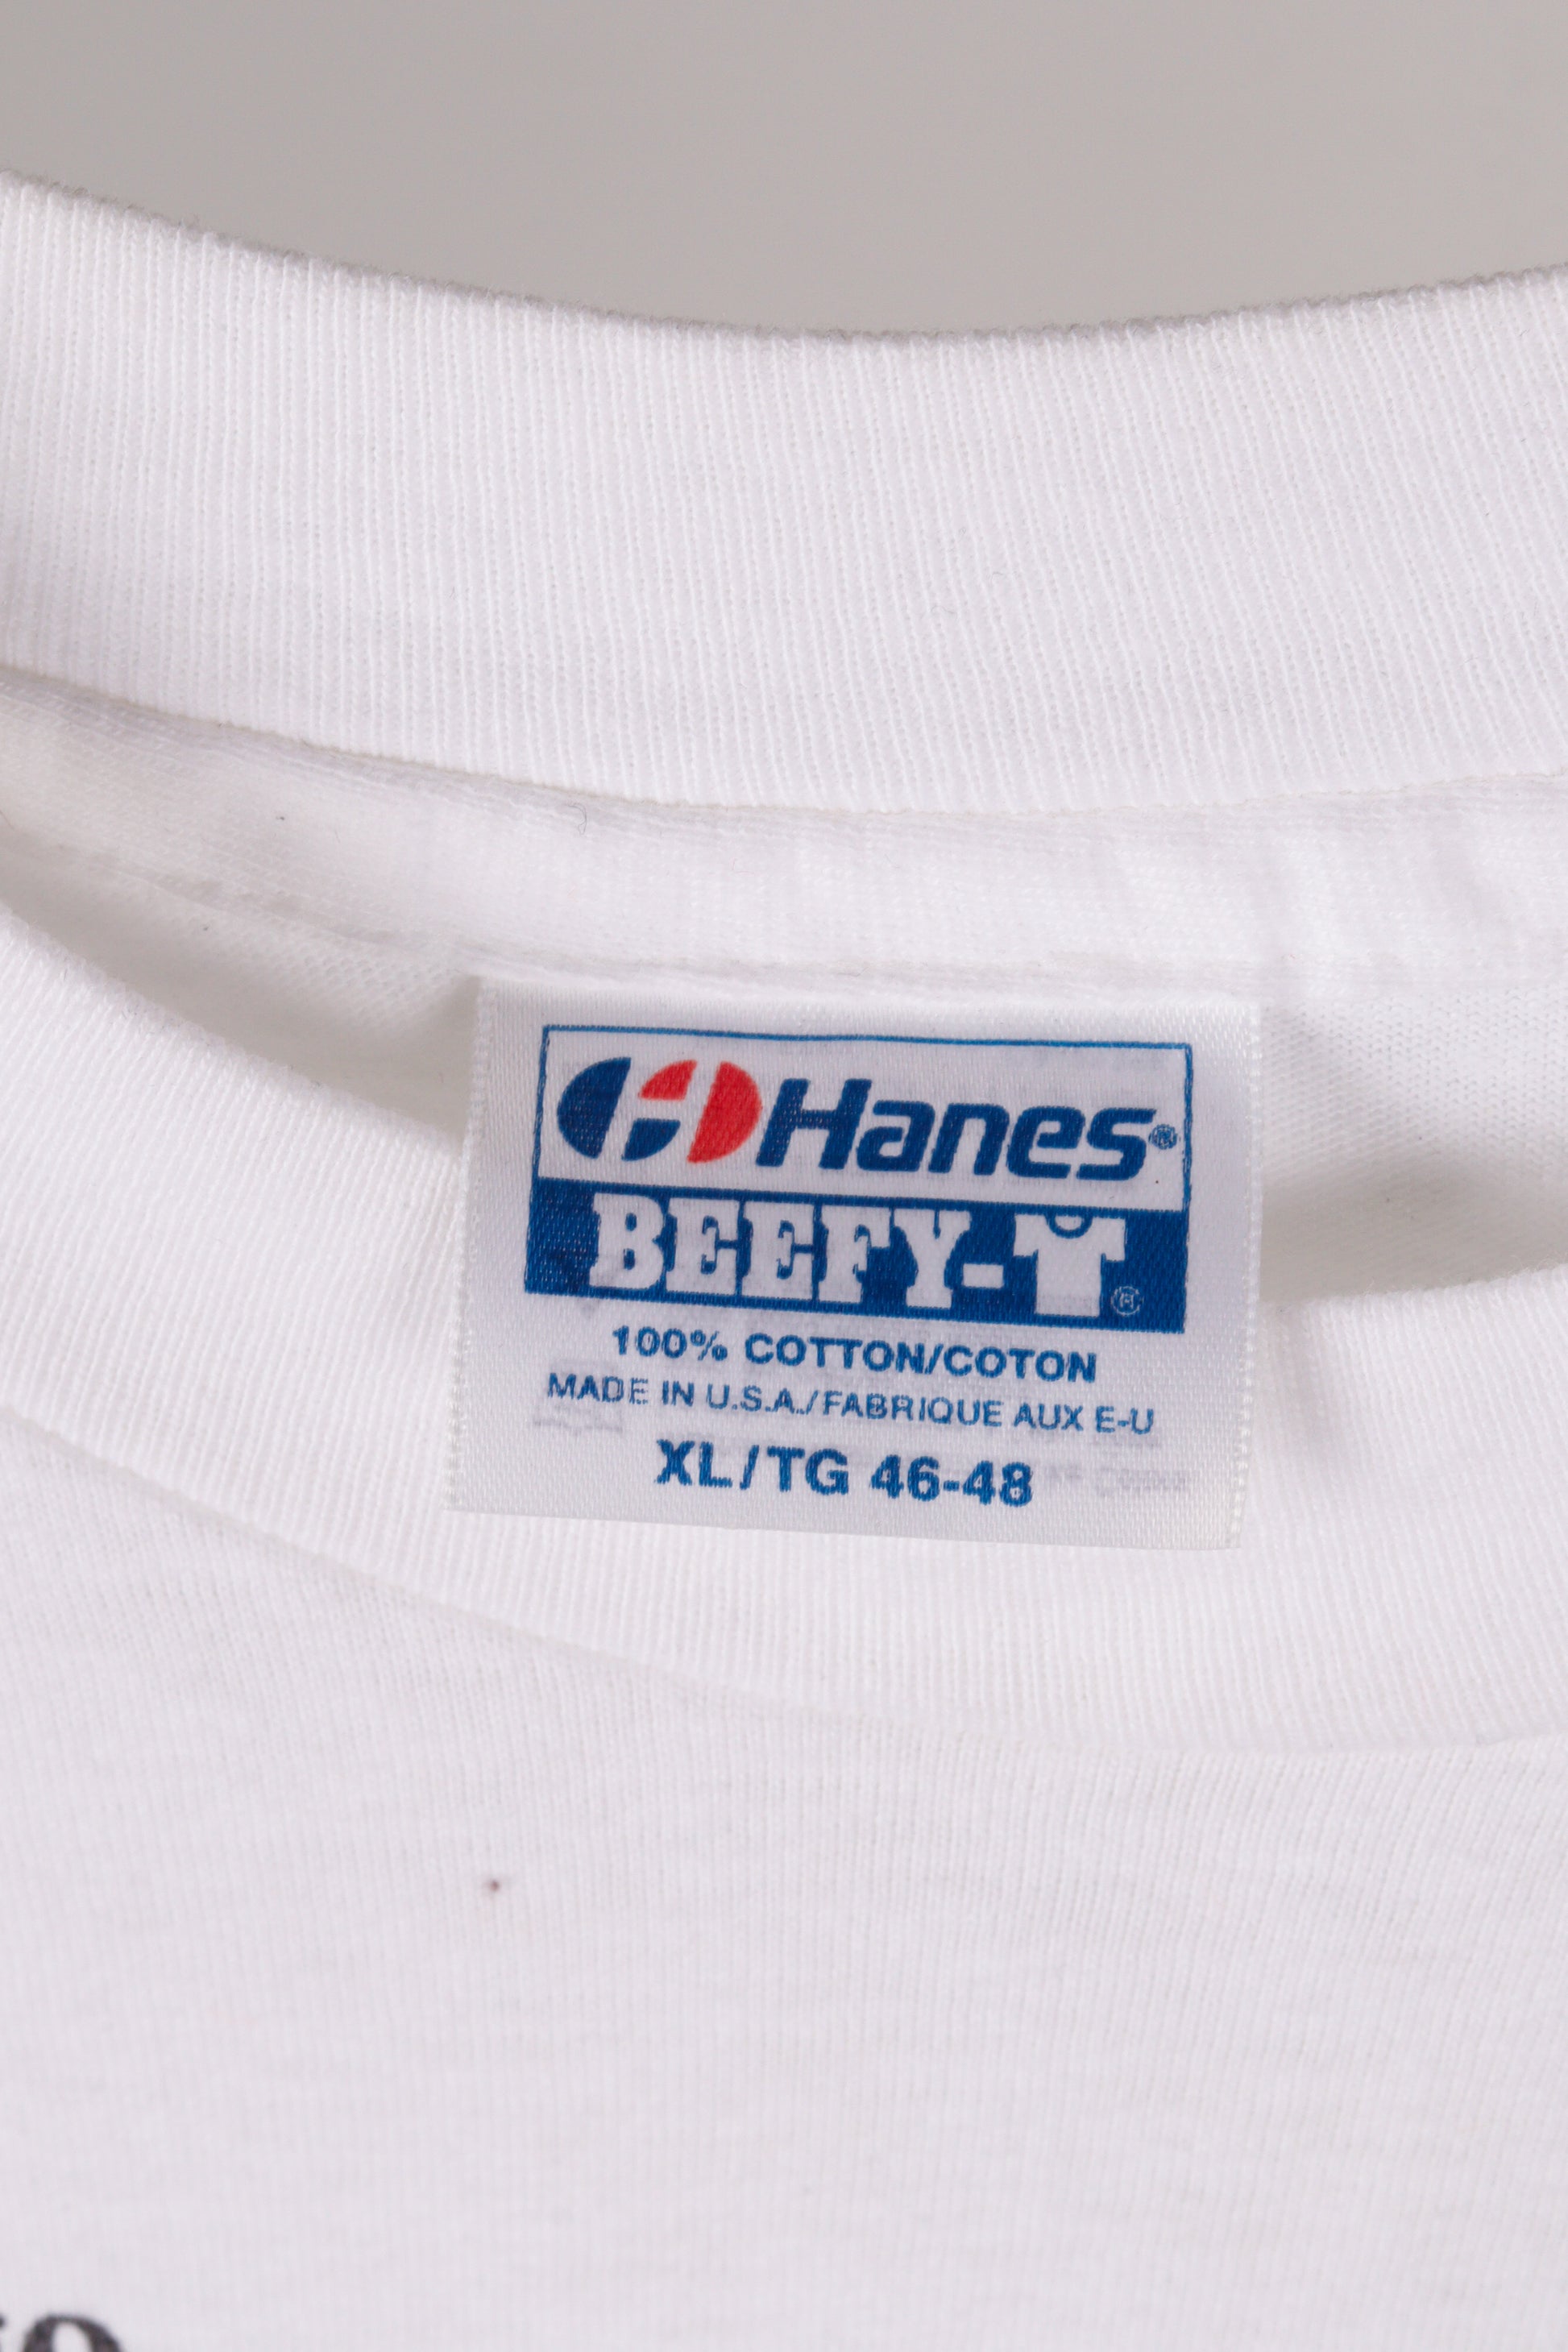 Hanes®
BEEFY-T®
100% COTTON/COTON
MADE IN U.S.A./FABRIQUE AUX E-U
XL/TG 46-48